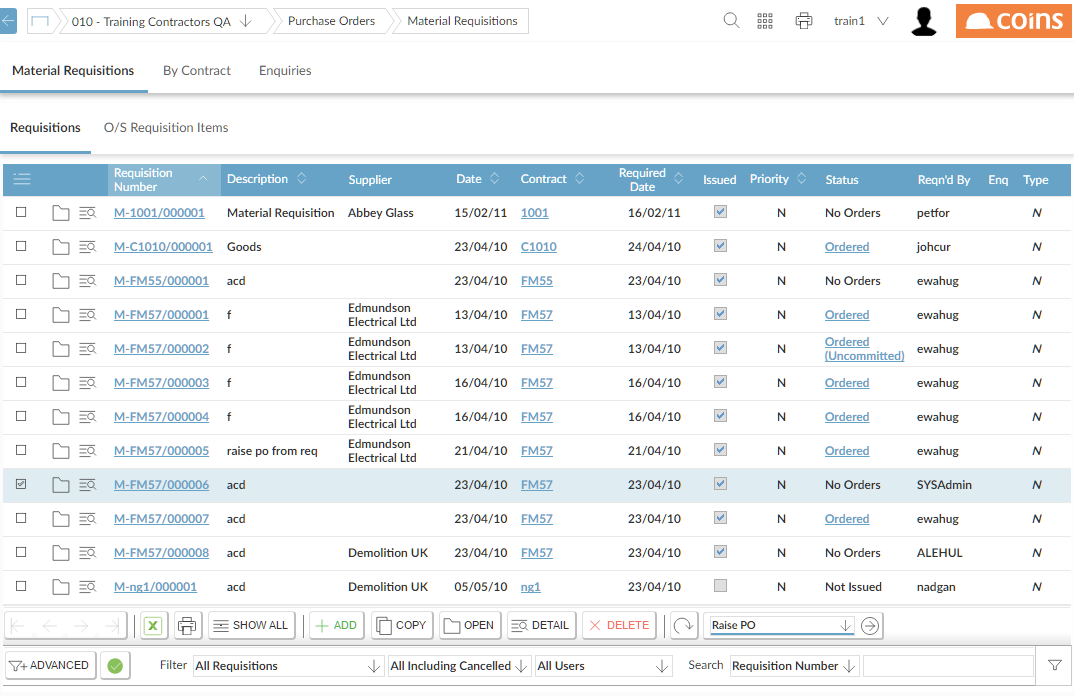 010 - Training Contractors QA Purchase Orders Material Requisitions train1 coins
Material Requisitions By Contract Enquiries
Requisitions O/S Requisition Items
Requisition Number Description Supplier Date Contract Required Date Issued Priority Status Reqn'd By Enq Type
M-1001/000001 Material Requisition Abbey Glass 15/02/11 1001 16/02/11 N No Orders petfor N
M-C1010/000001 Goods 23/04/10 C1010 24/04/10 N Ordered johcur N
M-FM55/000001 acd 23/04/10 FM55 23/04/10 N No Orders ewahug N
M-FM57/000001 f Edmundson Electrical Ltd 13/04/10 FM57 13/04/10 N Ordered ewahug N
M-FM57/000002 f Edmundson Electrical Ltd 13/04/10 FM57 13/04/10 N Ordered (Uncommitted) ewahug N
M-FM57/000003 f Edmundson Electrical Ltd 16/04/10 FM57 16/04/10 N Ordered ewahug N
M-FM57/000004 f Edmundson Electrical Ltd 16/04/10 FM57 16/04/10 N Ordered ewahug N
M-FM57/000005 raise po from req Edmundson Electrical Ltd 21/04/10 FM57 21/04/10 N Ordered ewahug N
M-FM57/000006 acd 23/04/10 FM57 23/04/10 N No Orders SYSAdmin N
M-FM57/000007 acd 23/04/10 FM57 23/04/10 N Ordered ewahug N
M-FM57/000008 acd Demolition UK 23/04/10 FM57 23/04/10 N No Orders ALEHUL N
M-ng1/000001 acd Demolition UK 05/05/10 ng1 23/04/10 N Not Issued nadgan N
X SHOW ALL ADD COPY OPEN DETAIL DELETE Raise PO
ADVANCED Filter All Requisitions All Including Cancelled All Users Search Requisition Number